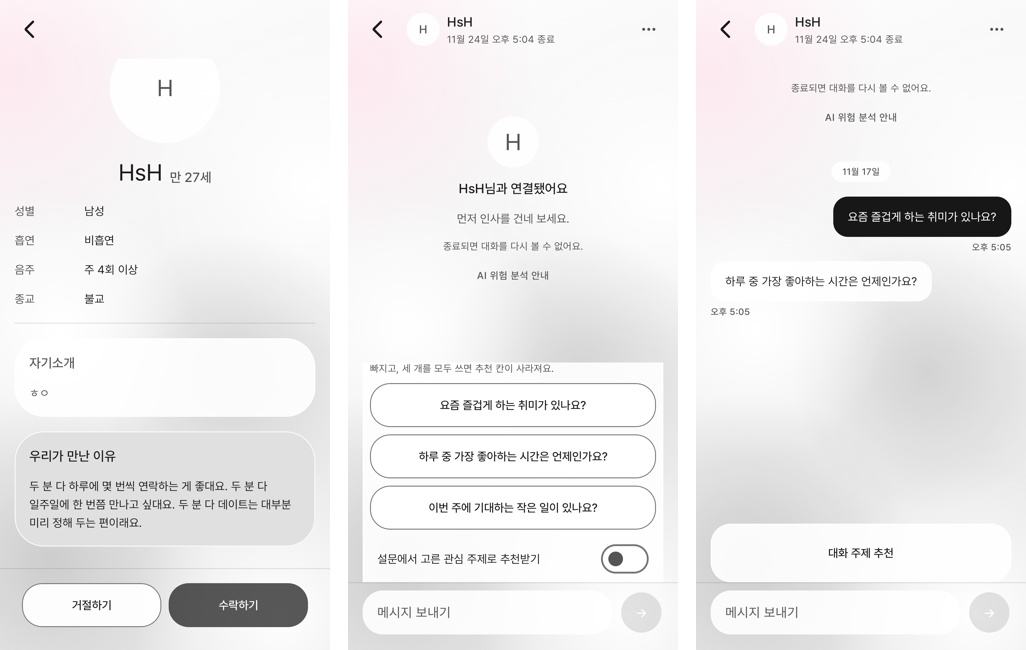 H
HsH 만 27세
성별 남성
흡연 비흡연
음주 주 4회 이상
종교 불교
자기소개
ㅎㅇ
우리가 만난 이유
두 분 다 하루에 몇 번씩 연락하는 게 좋대요. 두 분 다
일주일에 한 번쯤 만나고 싶대요. 두 분 다 데이트는 대부분
미리 정해 두는 편이래요.
거절하기
수락하기
H
HsH
11월 24일 오후 5:04 종료
H
HsH님과 연결됐어요
먼저 인사를 건네 보세요.
종료되면 대화를 다시 볼 수 없어요.
AI 위험 분석 안내
빠지고, 세 개를 모두 쓰면 추천 칸이 사라져요.
요즘 즐겁게 하는 취미가 있나요?
하루 중 가장 좋아하는 시간은 언제인가요?
이번 주에 기대하는 작은 일이 있나요?
설문에서 고른 관심 주제로 추천받기
메시지 보내기
H
HsH
11월 24일 오후 5:04 종료
종료되면 대화를 다시 볼 수 없어요.
AI 위험 분석 안내
11월 17일
요즘 즐겁게 하는 취미가 있나요?
오후 5:05
하루 중 가장 좋아하는 시간은 언제인가요?
오후 5:05
대화 주제 추천
메시지 보내기